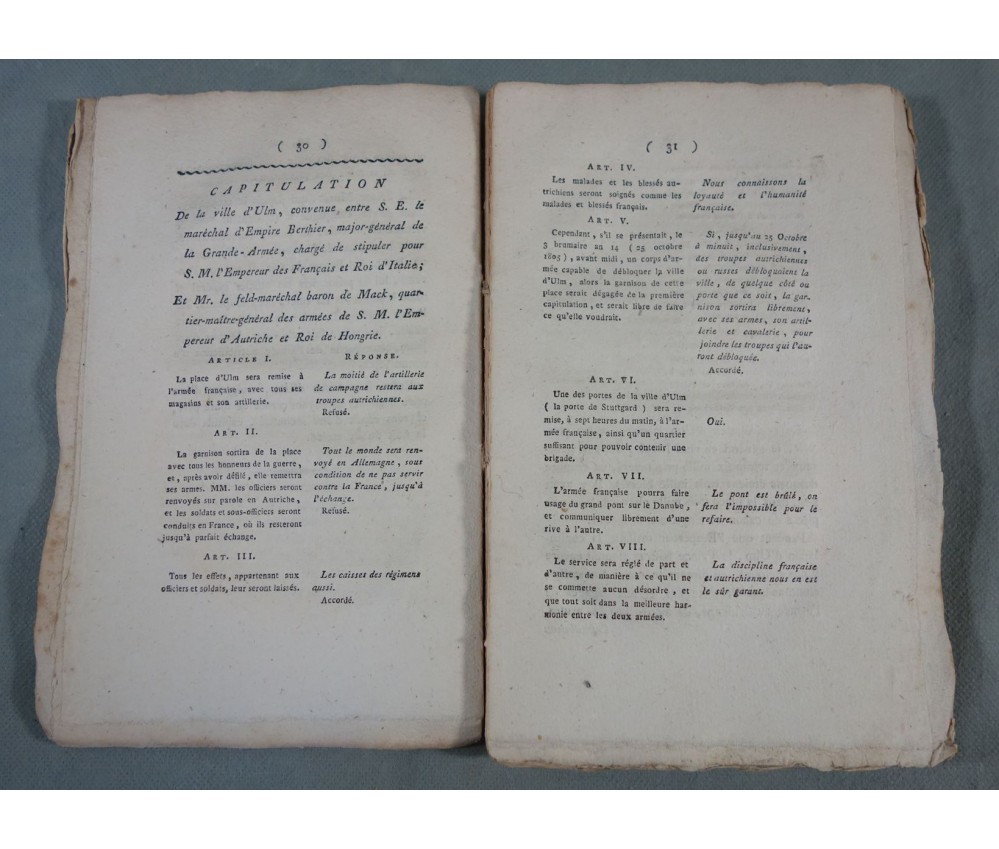 ( 30 )
CAPITULATION
De la ville d'Ulm, convenue entre S. E. le
maréchal d'Empire Berthier, major-général de
la Grande-Armée, chargé de stipuler pour
S. M. l'Empereur des Français et Roi d'Italie;
Et Mr. le feld-maréchal baron de Mack, quar-
tier-maître-général des armées de S. M. l'Em-
pereur d'Autriche et Roi de Hongrie.
ARTICLE I.
La place d'Ulm sera remise à
l'armée française, avec tous ses
magasins et son artillerie.
RÉPONSE.
La moitié de l'artillerie
de campagne restera aux
troupes autrichiennes.
Refusé.
ART. II.
La garnison sortira de la place
avec tous les honneurs de la guerre,
et, après avoir défilé, elle remettra
ses armes. MM. les officiers seront
renvoyés sur parole en Autriche,
et les soldats et sous-officiers seront
conduits en France, où ils resteront
jusqu'à parfait échange.
Tout le monde sera ren-
voyé en Allemagne, sous
condition de ne pas servir
contre la France, jusqu'à
l'échange.
Refusé.
ART. III.
Tous les effets, appartenant aux
officiers et soldats, leur seront laissés.
Les caisses des régimens
aussi.
Accordé.
( 31 )
ART. IV.
Les malades et les blessés au-
trichiens seront soignés comme les
malades et blessés français.
Nous connaissons la
loyauté et l'humanité
française.
ART. V.
Cependant, s'il se présentait, le
3 brumaire an 14 (25 octobre
1805), avant midi, un corps d'ar-
mée capable de débloquer la ville
d'Ulm, alors la garnison de cette
place serait dégagée de la première
capitulation, et serait libre de faire
ce qu'elle voudrait.
Si, jusqu'au 25 Octobre
à minuit, inclusivement,
des troupes autrichiennes
ou russes débloquaient la
ville, de quelque côté ou
porte que ce soit, la gar-
nison sortira librement,
avec ses armes, son artil-
lerie et cavalerie, pour
joindre les troupes qui l'au-
ront débloquée.
Accordé.
ART. VI.
Une des portes de la ville d'Ulm
( la porte de Stuttgard ) sera re-
mise, à sept heures du matin, à l'ar-
mée française, ainsi qu'un quartier
suffisant pour pouvoir contenir une
brigade.
Oui.
ART. VII.
L'armée française pourra faire
usage du grand pont sur le Danube,
et communiquer librement d'une
rive à l'autre.
Le pont est brûlé, on
fera l'impossible pour le
refaire.
ART. VIII.
Le service sera réglé de part et
d'autre, de manière à ce qu'il ne
se commette aucun désordre, et
que tout soit dans la meilleure har-
monie entre les deux armées.
La discipline française
et autrichienne nous en est
le sûr garant.